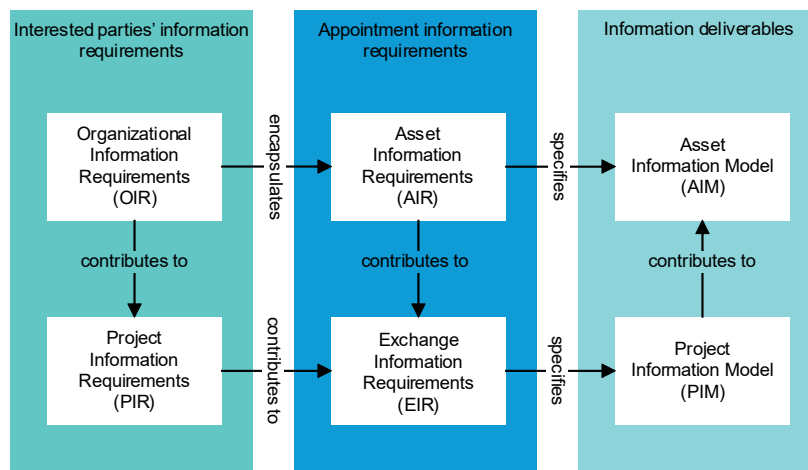 Interested parties' information
requirements
Appointment information
requirements
Information deliverables
Organizational
Information
Requirements
(OIR)
encapsulates
Asset
Information
Requirements
(AIR)
specifies
Asset
Information Model
(AIM)
contributes to
contributes to
contributes to
Project
Information
Requirements
(PIR)
contributes to
Exchange
Information
Requirements
(EIR)
specifies
Project
Information Model
(PIM)